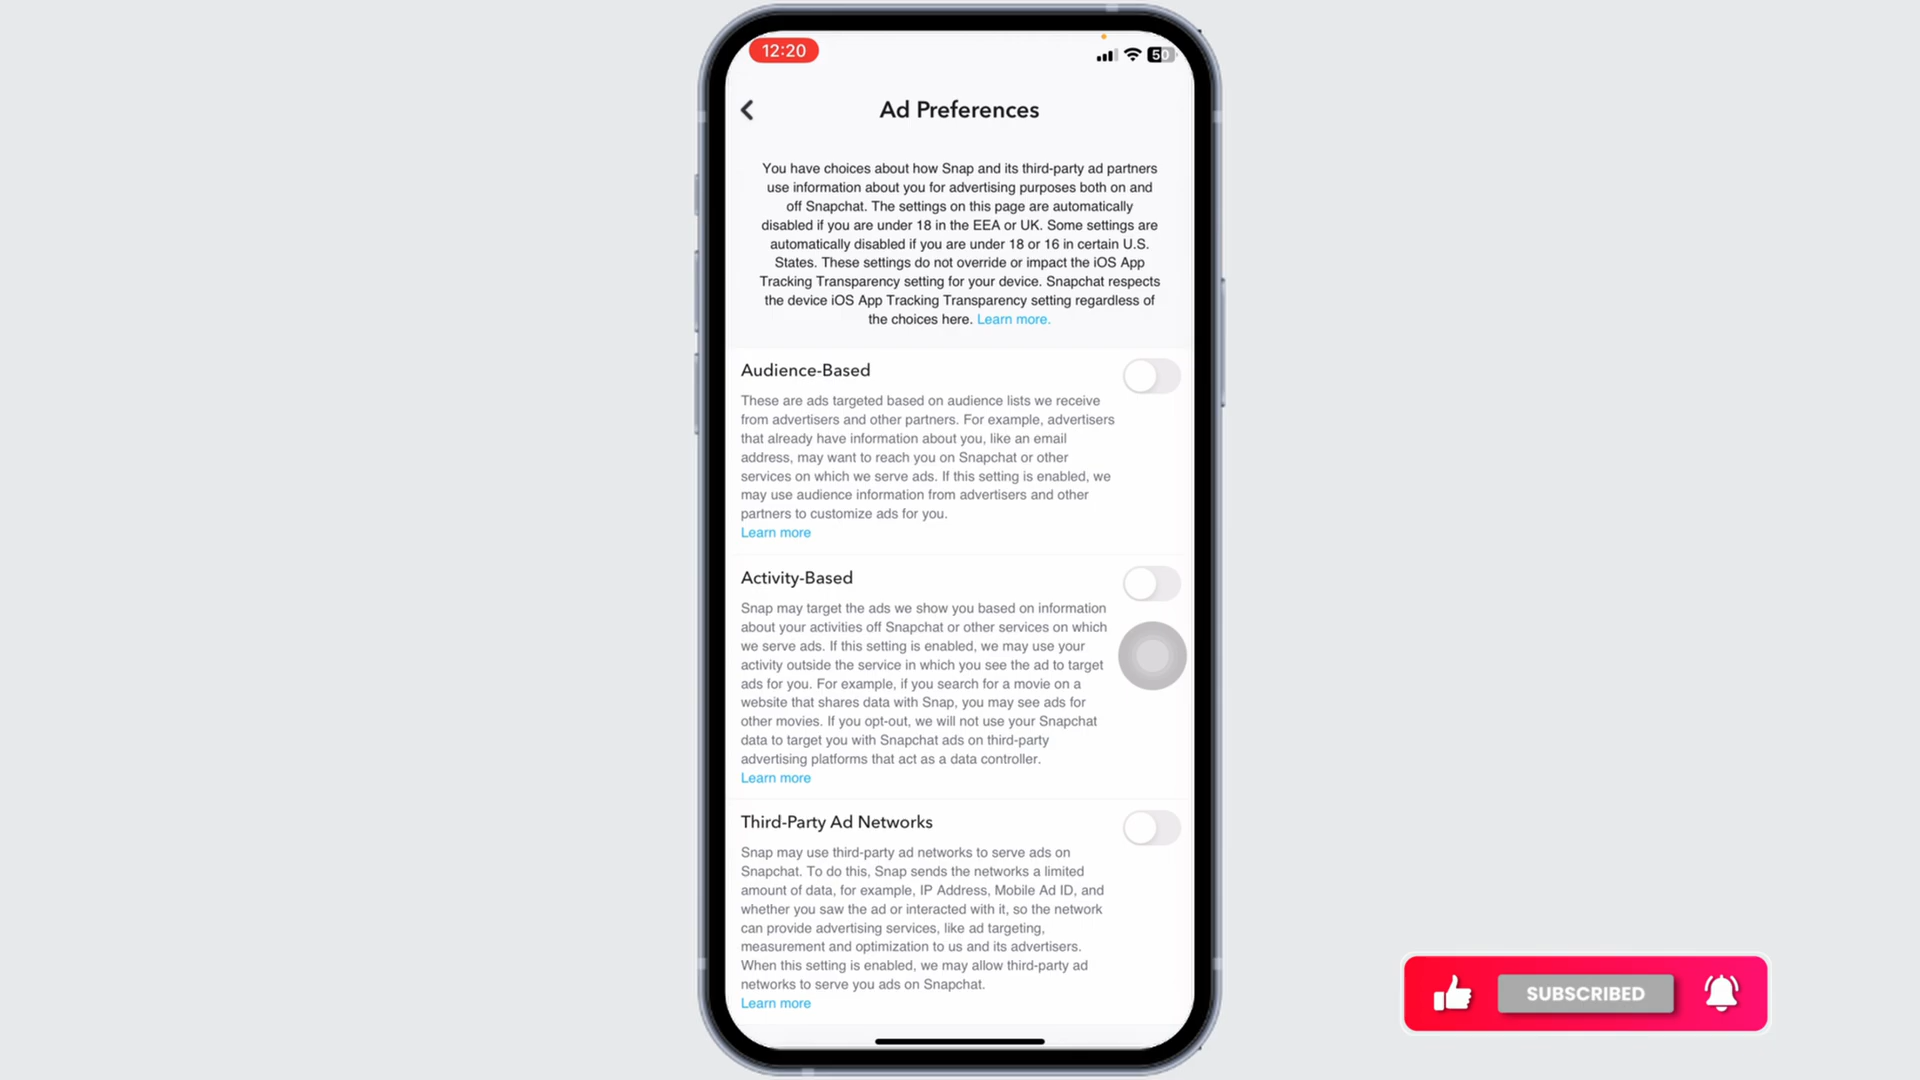 12:20
50
Ad Preferences
You have choices about how Snap and its third-party ad partners
use information about you for advertising purposes both on and
off Snapchat. The settings on this page are automatically
disabled if you are under 18 in the EEA or UK. Some settings are
automatically disabled if you are under 18 or 16 in certain U.S.
States. These settings do not override or impact the iOS App
Tracking Transparency setting for your device. Snapchat respects
the device iOS App Tracking Transparency setting regardless of
the choices here. Learn more.
Audience-Based
These are ads targeted based on audience lists we receive
from advertisers and other partners. For example, advertisers
that already have information about you, like an email
address, may want to reach you on Snapchat or other
services on which we serve ads. If this setting is enabled, we
may use audience information from advertisers and other
partners to customize ads for you.
Learn more
Activity-Based
Snap may target the ads we show you based on information
about your activities off Snapchat or other services on which
we serve ads. If this setting is enabled, we may use your
activity outside the service in which you see the ad to target
ads for you. For example, if you search for a movie on a
website that shares data with Snap, you may see ads for
other movies. If you opt-out, we will not use your Snapchat
data to target you with Snapchat ads on third-party
advertising platforms that act as a data controller.
Learn more
Third-Party Ad Networks
Snap may use third-party ad networks to serve ads on
Snapchat. To do this, Snap sends the networks a limited
amount of data, for example, IP Address, Mobile Ad ID, and
whether you saw the ad or interacted with it, so the network
can provide advertising services, like ad targeting,
measurement and optimization to us and its advertisers.
When this setting is enabled, we may allow third-party ad
networks to serve you ads on Snapchat.
Learn more
SUBSCRIBED